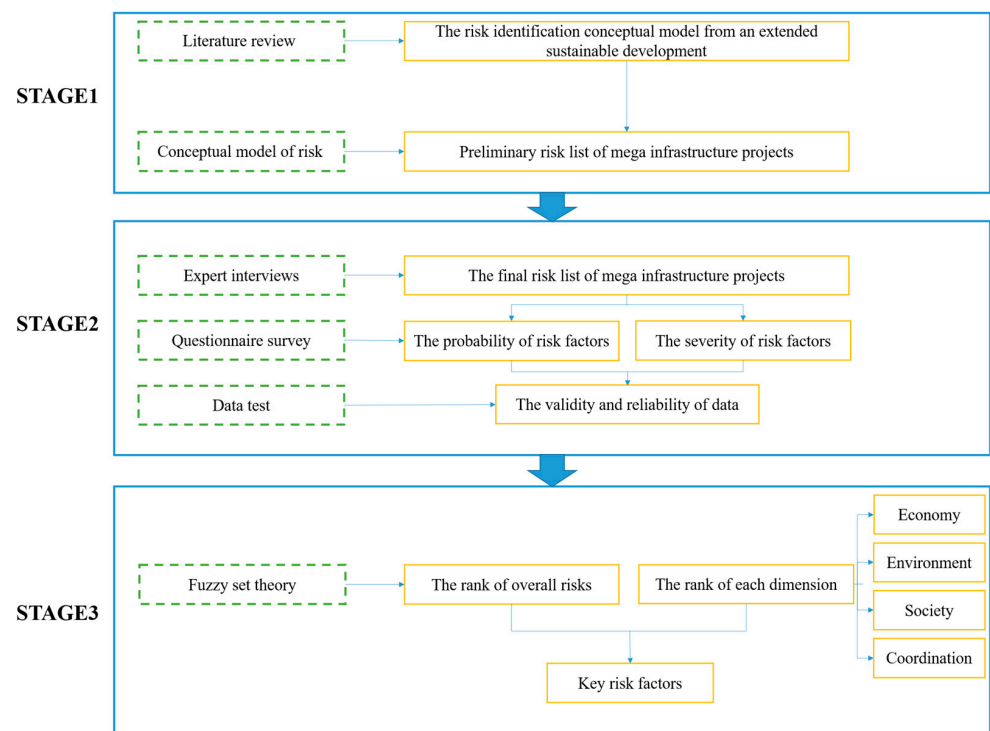 STAGE1
Literature review
The risk identification conceptual model from an extended
sustainable development
Conceptual model of risk
Preliminary risk list of mega infrastructure projects
STAGE2
Expert interviews
The final risk list of mega infrastructure projects
Questionnaire survey
The probability of risk factors
The severity of risk factors
Data test
The validity and reliability of data
STAGE3
Fuzzy set theory
The rank of overall risks
The rank of each dimension
Economy
Environment
Society
Coordination
Key risk factors